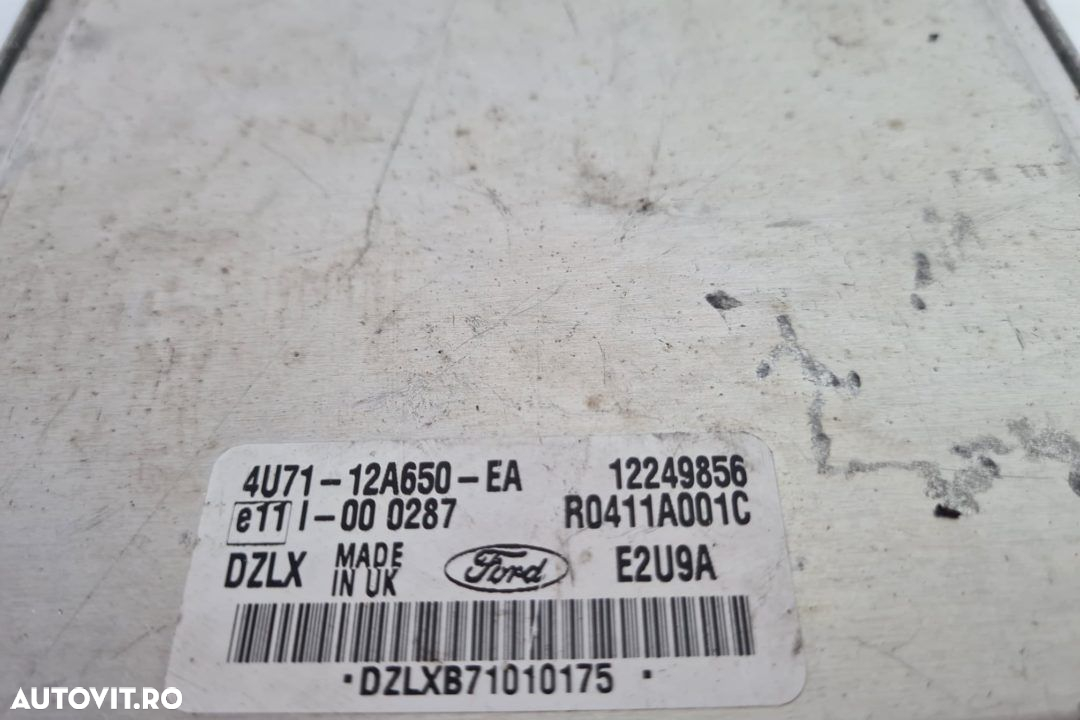 4U71-12A650-EA 12249856
e11 I-00 0287 R0411A001C
DZLX MADE IN UK Ford E2U9A
·DZLXB71010175 ·
AUTOVIT.RO